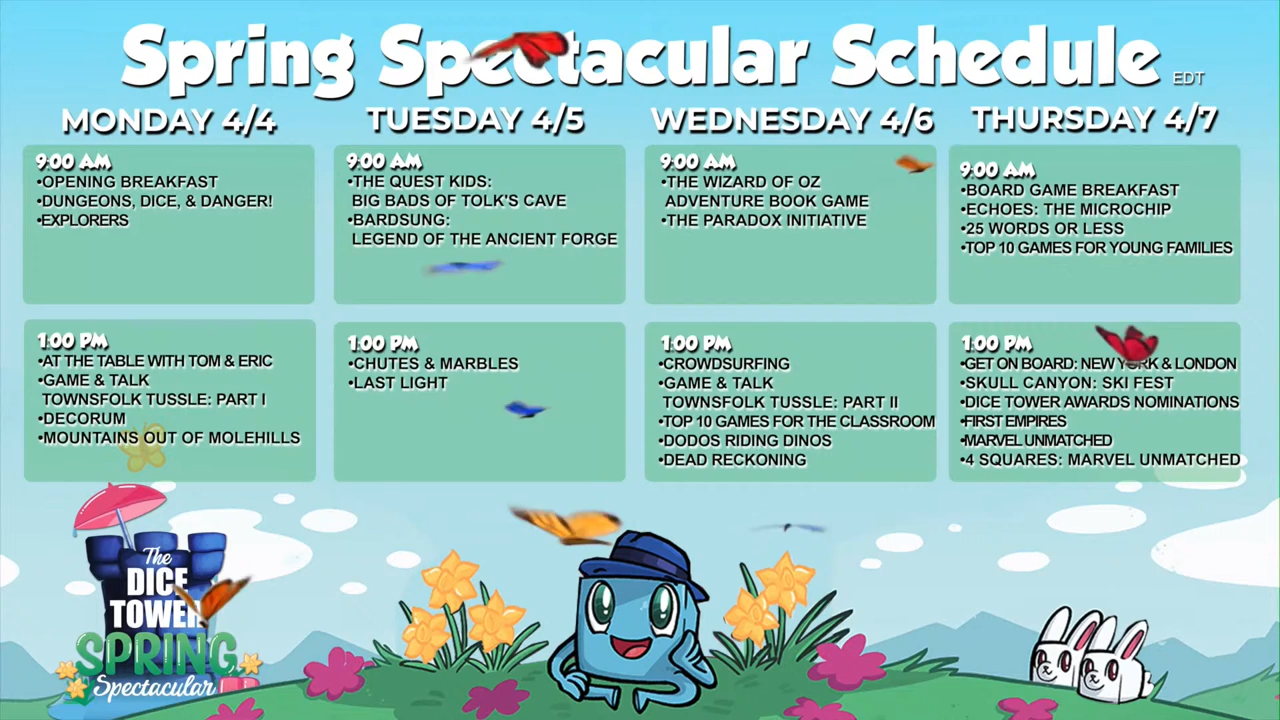 Spring Spectacular Schedule EDT
MONDAY 4/4
9:00 AM
•OPENING BREAKFAST
•DUNGEONS, DICE, & DANGER!
•EXPLORERS
1:00 PM
•AT THE TABLE WITH TOM & ERIC
•GAME & TALK
TOWNSFOLK TUSSLE: PART I
•DECORUM
•MOUNTAINS OUT OF MOLEHILLS
TUESDAY 4/5
9:00 AM
•THE QUEST KIDS:
BIG BADS OF TOLK'S CAVE
•BARDSUNG:
LEGEND OF THE ANCIENT FORGE
1:00 PM
•CHUTES & MARBLES
•LAST LIGHT
WEDNESDAY 4/6
9:00 AM
•THE WIZARD OF OZ
ADVENTURE BOOK GAME
•THE PARADOX INITIATIVE
1:00 PM
•CROWDSURFING
•GAME & TALK
TOWNSFOLK TUSSLE: PART II
•TOP 10 GAMES FOR THE CLASSROOM
•DODOS RIDING DINOS
•DEAD RECKONING
THURSDAY 4/7
9:00 AM
•BOARD GAME BREAKFAST
•ECHOES: THE MICROCHIP
•25 WORDS OR LESS
•TOP 10 GAMES FOR YOUNG FAMILIES
1:00 PM
•GET ON BOARD: NEW YORK & LONDON
•SKULL CANYON: SKI FEST
•DICE TOWER AWARDS NOMINATIONS
•FIRST EMPIRES
•MARVEL UNMATCHED
•4 SQUARES: MARVEL UNMATCHED
The
DICE
TOWER
SPRING
Spectacular